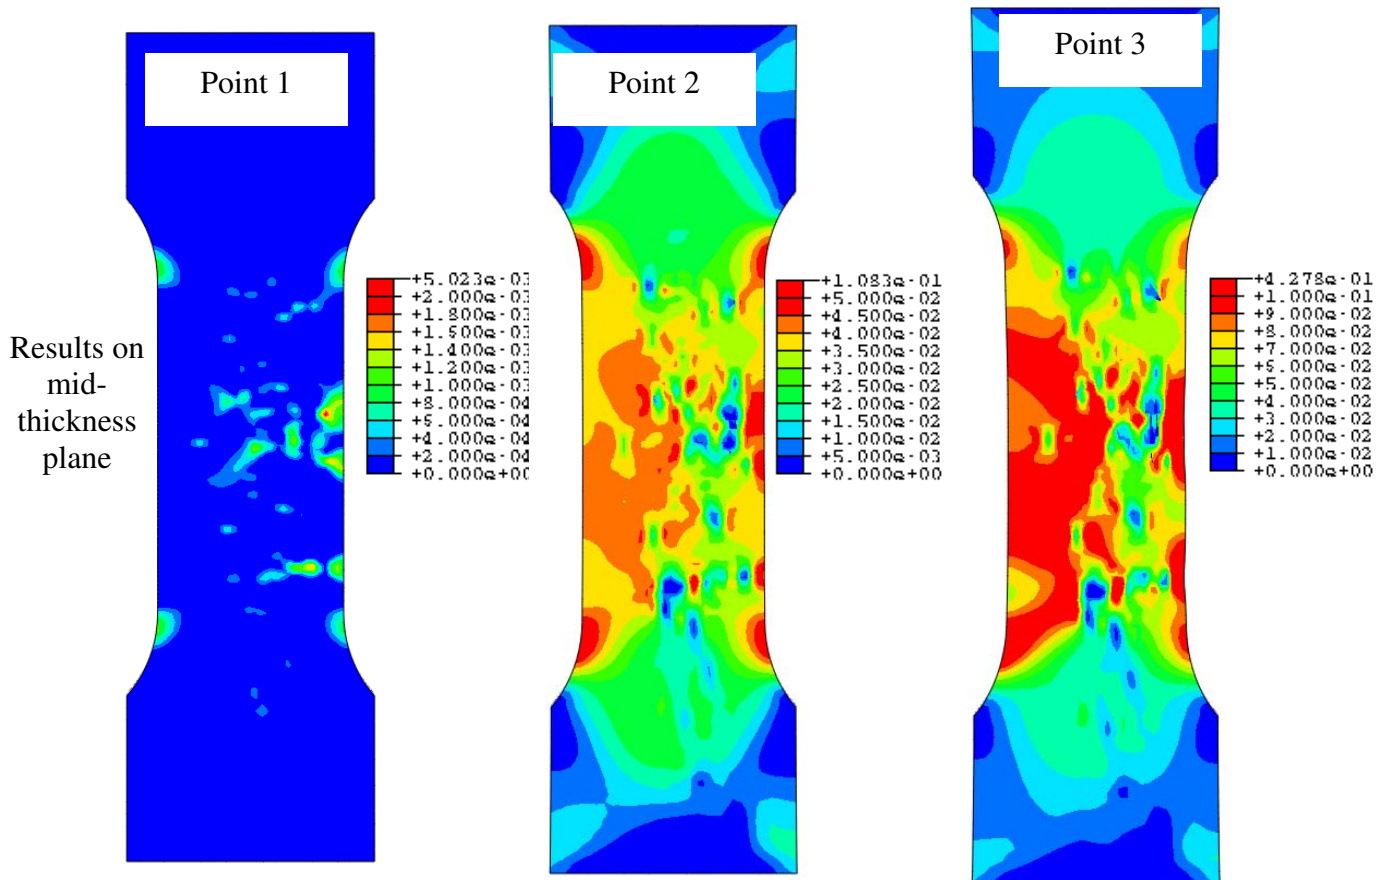 Point 1
Point 2
Point 3
Results on
mid-
thickness
plane
+5.023e-03
+2.000e-03
+1.800e-03
+1.600e-03
+1.400e-03
+1.200e-03
+1.000e-03
+8.000e-04
+6.000e-04
+4.000e-04
+2.000e-04
+0.000e+00
+1.083e-01
+5.000e-02
+4.500e-02
+4.000e-02
+3.500e-02
+3.000e-02
+2.500e-02
+2.000e-02
+1.500e-02
+1.000e-02
+5.000e-03
+0.000e+00
+4.278e-01
+1.000e-01
+9.000e-02
+8.000e-02
+7.000e-02
+6.000e-02
+5.000e-02
+4.000e-02
+3.000e-02
+2.000e-02
+1.000e-02
+0.000e+00